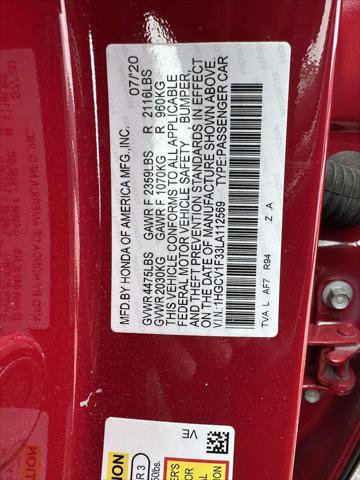 MFD.BY HONDA OF AMERICA MFG.,INC. 07/'20
GVWR 4475LBS GAWR F 2359LBS R 2116LBS
GVWR 2030KG GAWR F 1070KG R 960KG
THIS VEHICLE CONFORMS TO ALL APPLICABLE
FEDERAL MOTOR VEHICLE SAFETY , BUMPER,
AND THEFT PREVENTION STANDARDS IN EFFECT
ON THE DATE OF MANUFACTURE SHOWN ABOVE.
V.I.N.: 1HGCV1F33LA112569 TYPE:PASSENGER CAR
TVA L AF7 R94 Z A
VE